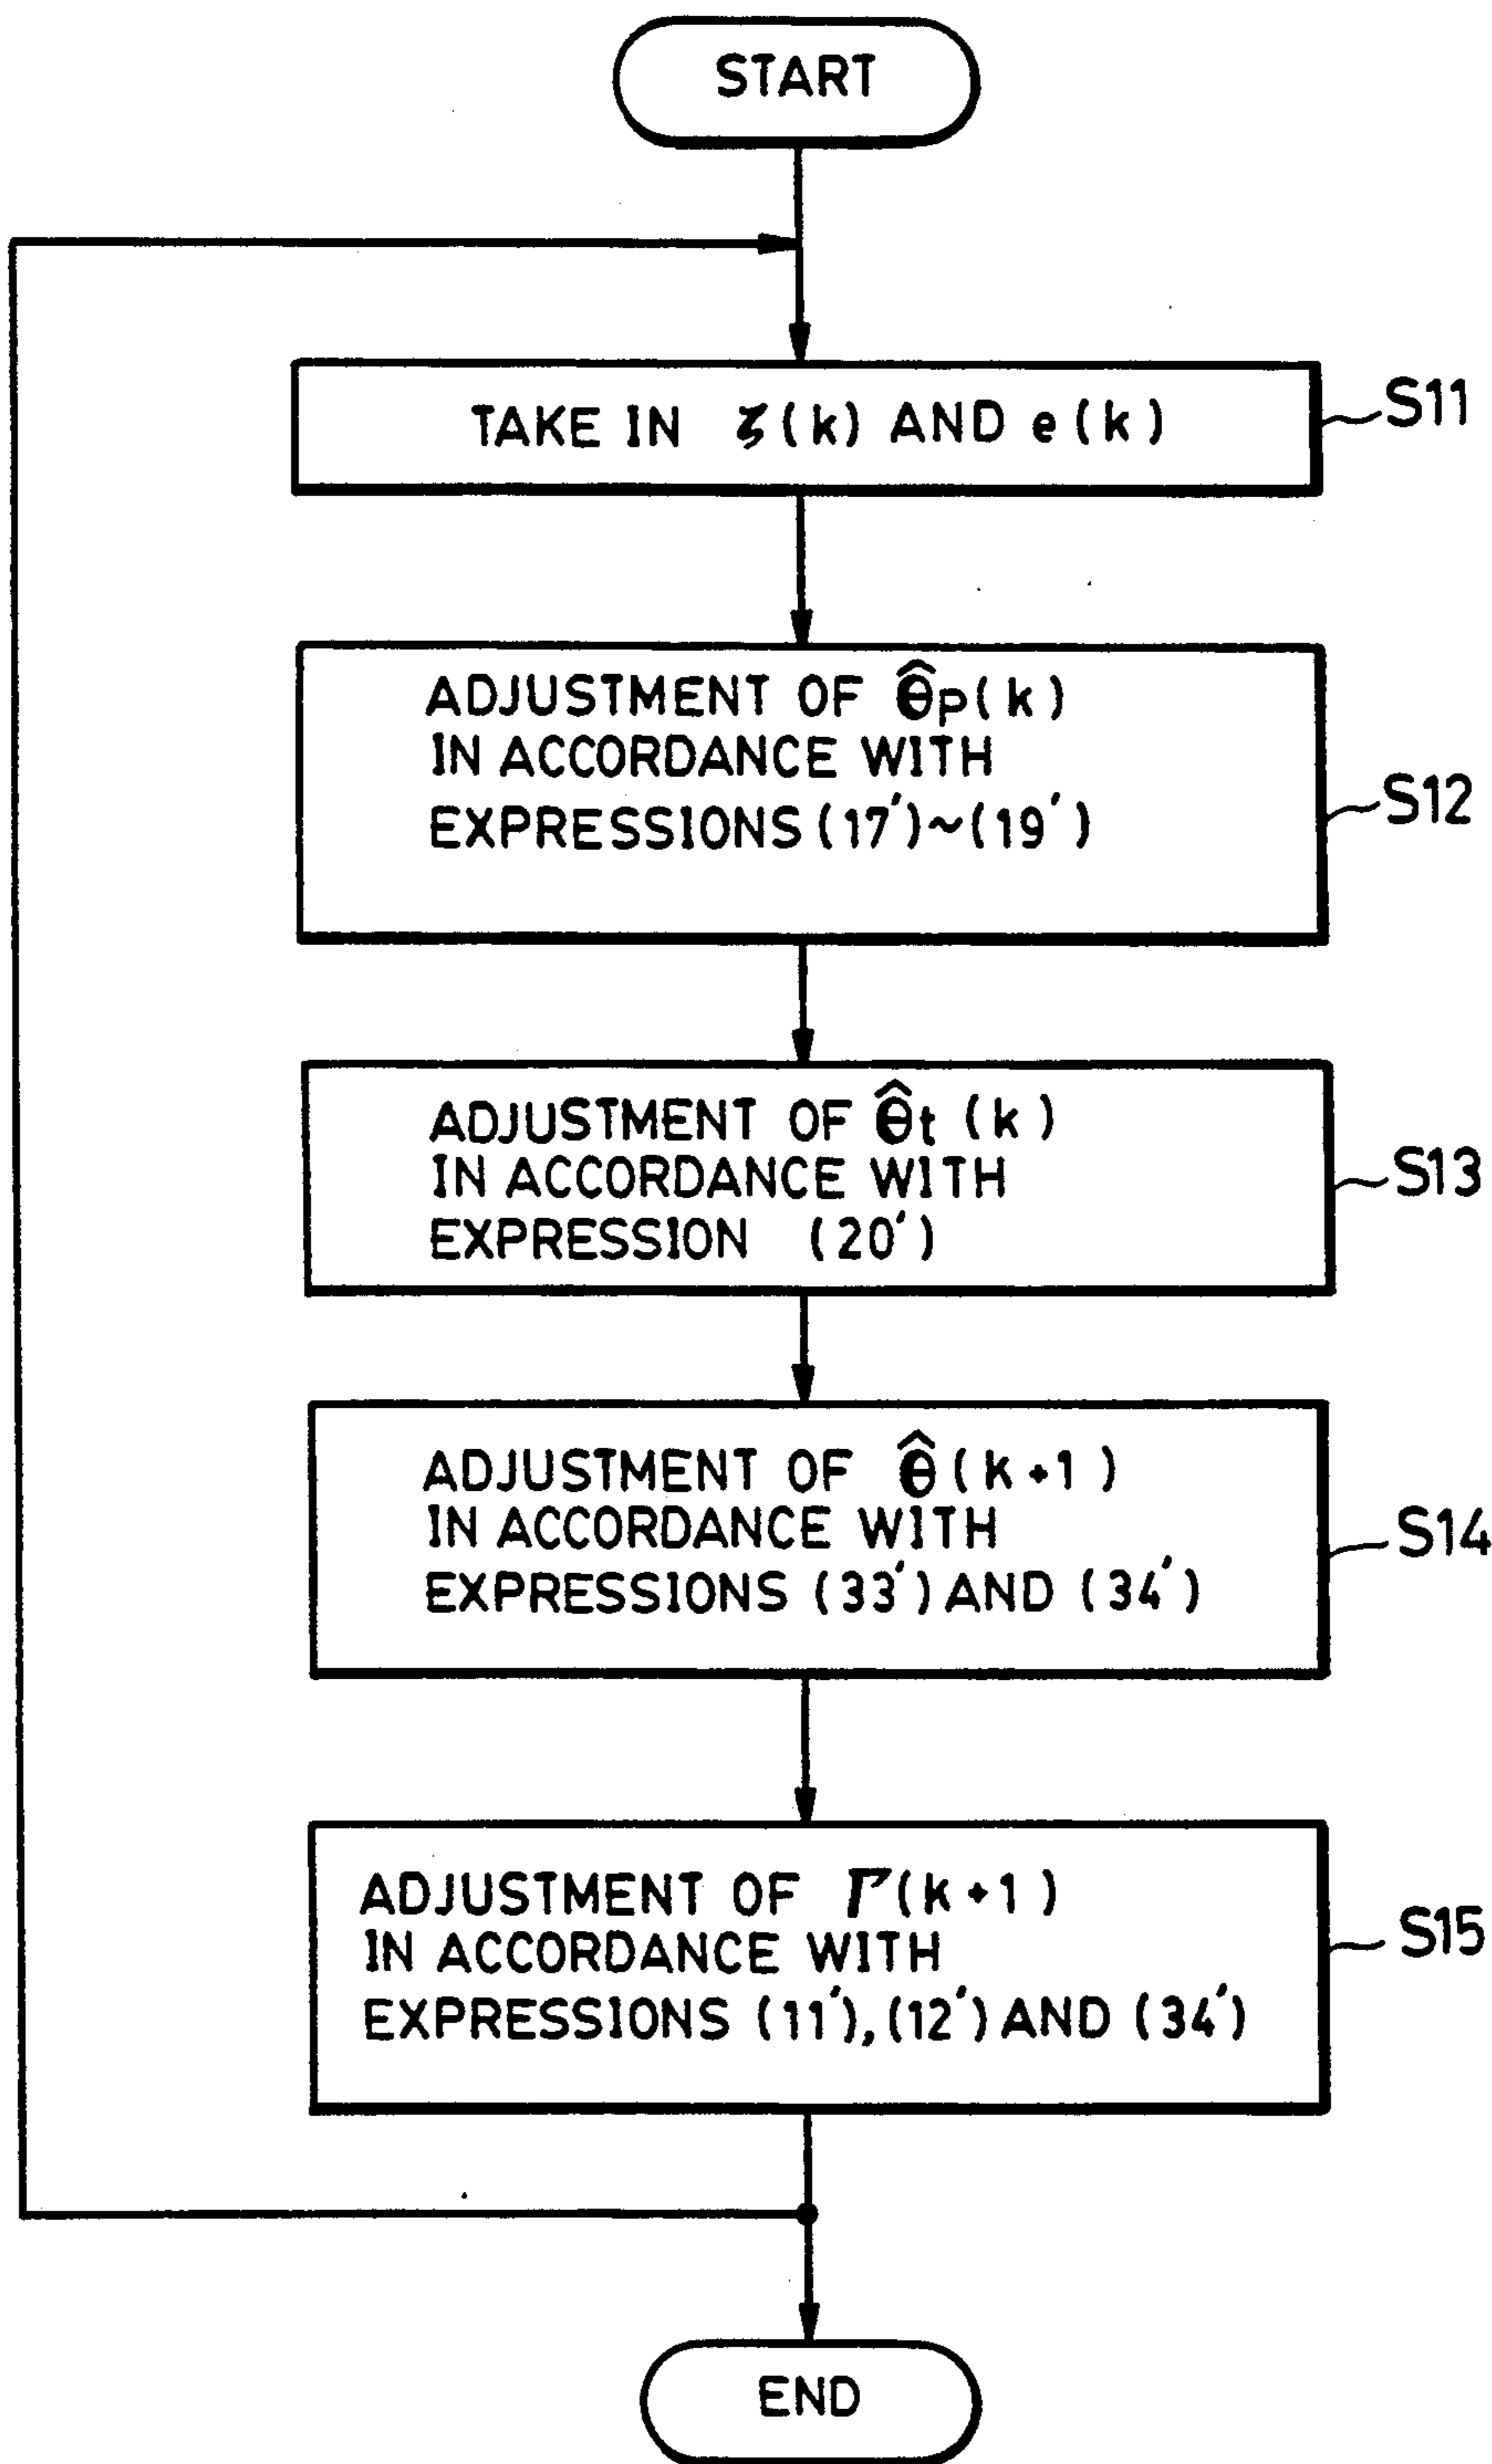 START
TAKE IN ζ(k) AND e(k)
S11
ADJUSTMENT OF θ̂p(k)
IN ACCORDANCE WITH
EXPRESSIONS(17')~(19')
S12
ADJUSTMENT OF θ̂t (k)
IN ACCORDANCE WITH
EXPRESSION (20')
S13
ADJUSTMENT OF θ̂(k+1)
IN ACCORDANCE WITH
EXPRESSIONS (33') AND (34')
S14
ADJUSTMENT OF Γ(k+1)
IN ACCORDANCE WITH
EXPRESSIONS (11'),(12') AND (34')
S15
END